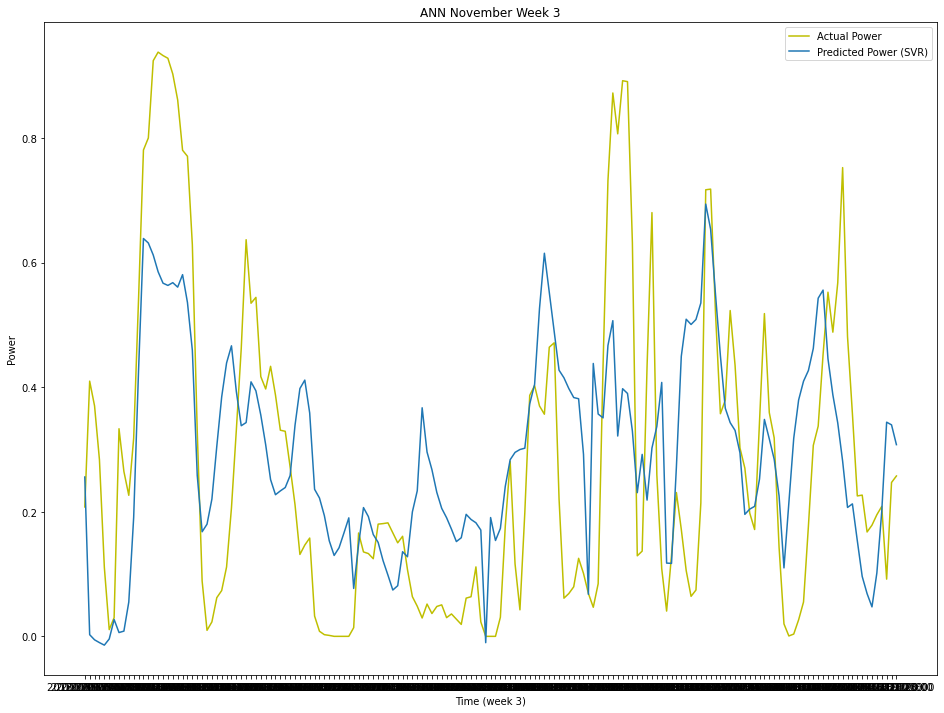 ANN November Week 3
Actual Power
Predicted Power (SVR)
Power
0.8
0.6
0.4
0.2
0.0
Time (week 3)